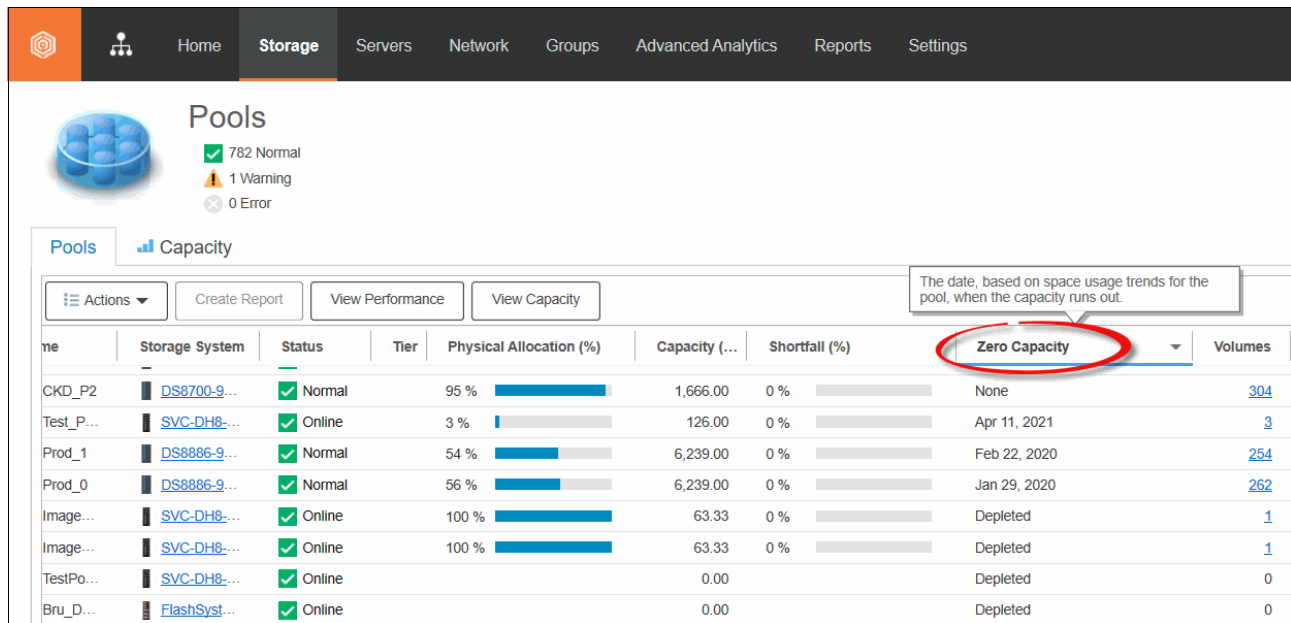 Home Storage Servers Network Groups Advanced Analytics Reports Settings
Pools
782 Normal
1 Warning
0 Error
Pools Capacity
The date, based on space usage trends for the
pool, when the capacity runs out.
Actions Create Report View Performance View Capacity
me Storage System Status Tier Physical Allocation (%) Capacity (... Shortfall (%) Zero Capacity Volumes
CKD_P2 DS8700-9... Normal 95 % 1,666.00 0 % None 304
Test_P... SVC-DH8-... Online 3 % 126.00 0 % Apr 11, 2021 3
Prod_1 DS8886-9... Normal 54 % 6,239.00 0 % Feb 22, 2020 254
Prod_0 DS8886-9... Normal 56 % 6,239.00 0 % Jan 29, 2020 262
Image... SVC-DH8-... Online 100 % 63.33 0 % Depleted 1
Image... SVC-DH8-... Online 100 % 63.33 0 % Depleted 1
TestPo... SVC-DH8-... Online 0.00 Depleted 0
Bru_D... FlashSyst... Online 0.00 Depleted 0